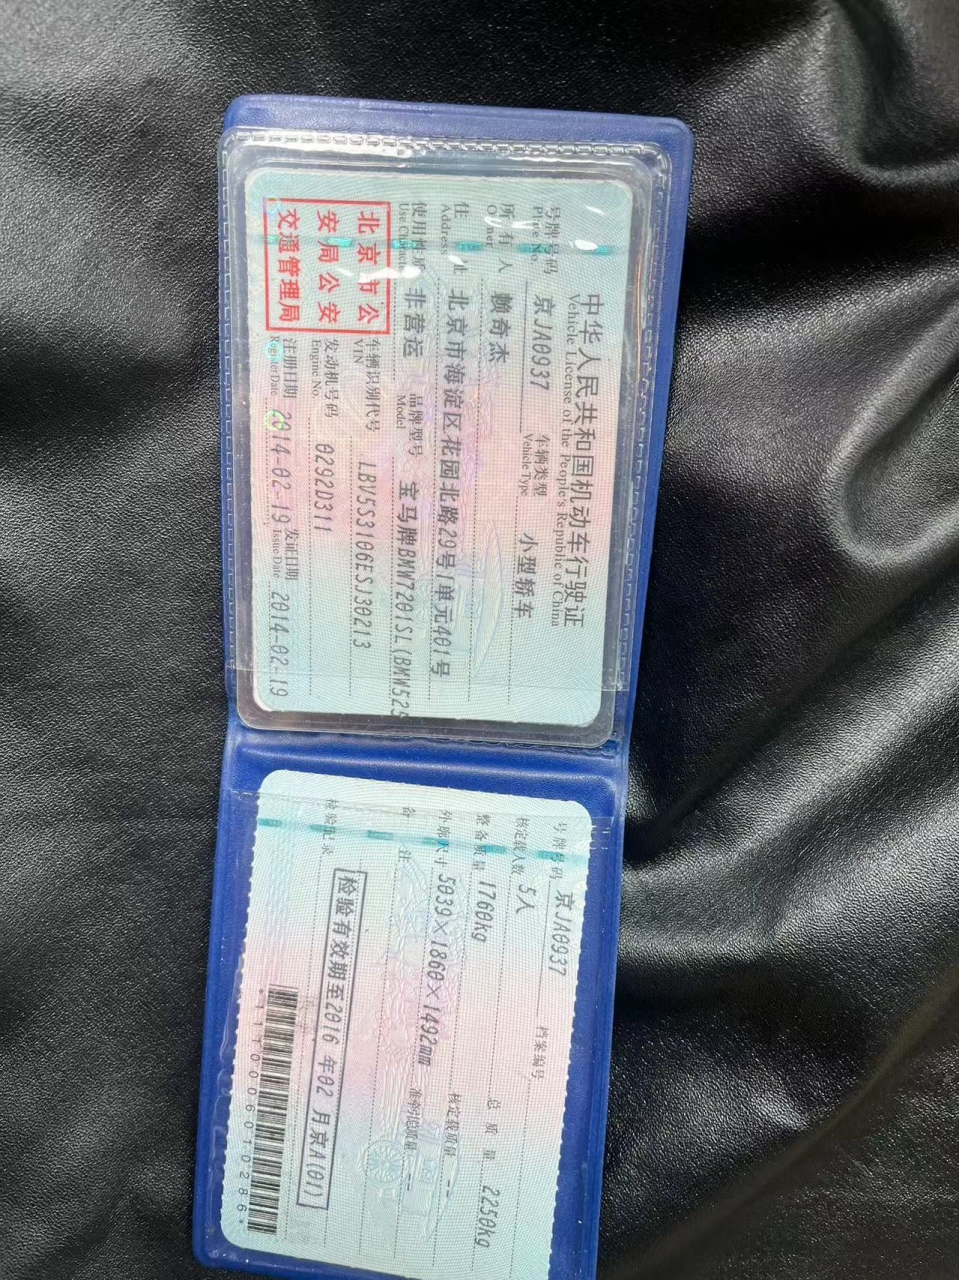 中华人民共和国机动车行驶证
Vehicle License of the People's Republic of China
号牌号码 京JA0937 车辆类型 小型轿车
Plate No. Vehicle Type
所有人 赖奇杰
Owner
住址 北京市海淀区花园北路29号1单元401号
Address
使用性质 非营运 品牌型号 宝马牌BMW7201SL(BMW525
Use Character Model
北京市公
安局公安
交通管理局
车辆识别代号 LBV5S3106ESJ30213
VIN
发动机号码 0292D311
Engine No.
注册日期 2014-02-19 发证日期 2014-02-19
Register Date Issue Date
号牌号码 京JA0937 档案编号
核定载人数 5人 总质量 2250kg
整备质量 1760kg 核定载质量 --
外廓尺寸 5039×1860×1492mm 准牵引总质量 --
备注
检验记录
检验有效期至2016年02月京A(01)
*1110006010286*